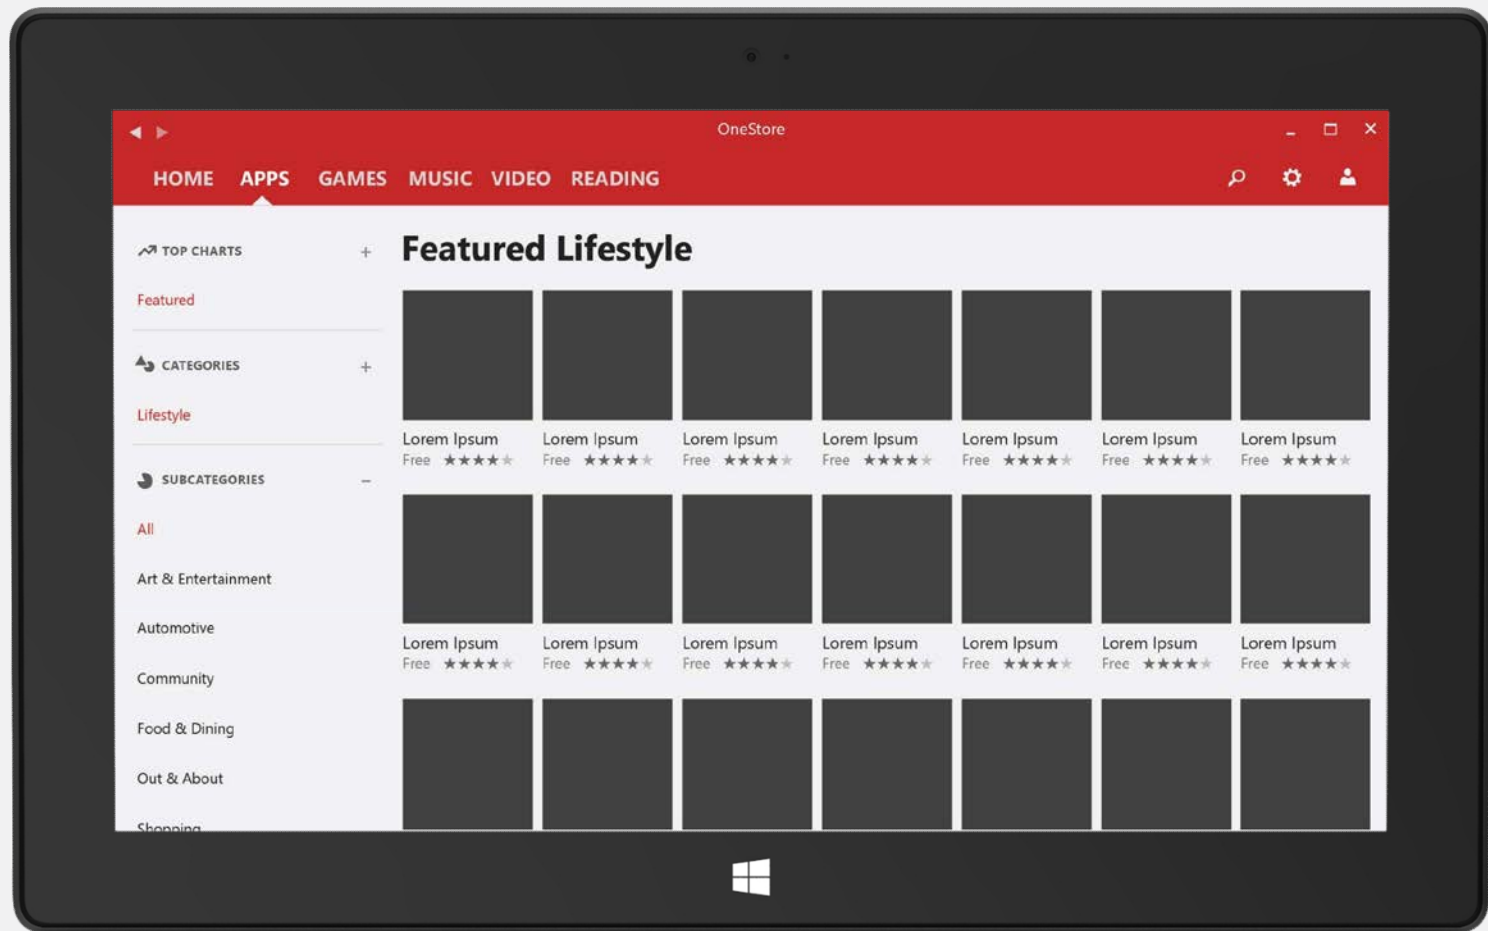 OneStore
HOME APPS GAMES MUSIC VIDEO READING
TOP CHARTS
Featured
CATEGORIES
Lifestyle
SUBCATEGORIES
All
Art & Entertainment
Automotive
Community
Food & Dining
Out & About
Shopping
Featured Lifestyle
Lorem Ipsum Lorem Ipsum Lorem Ipsum Lorem Ipsum Lorem Ipsum Lorem Ipsum Lorem Ipsum
Free Free Free Free Free Free Free
Lorem Ipsum Lorem Ipsum Lorem Ipsum Lorem Ipsum Lorem Ipsum Lorem Ipsum Lorem Ipsum
Free Free Free Free Free Free Free